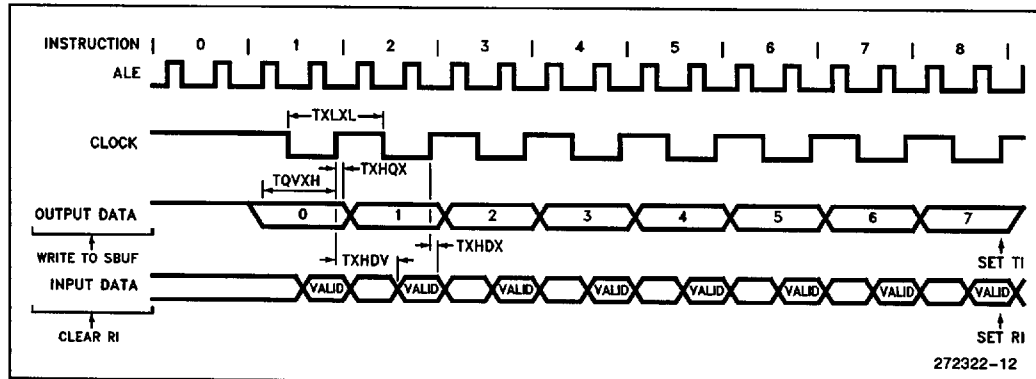 INSTRUCTION | 0 | 1 | 2 | 3 | 4 | 5 | 6 | 7 | 8 |
ALE
TXLXL
CLOCK
TXHQX
TQVXH
OUTPUT DATA 0 1 2 3 4 5 6 7
WRITE TO SBUF
TXHDV
TXHDX
SET TI
INPUT DATA VALID VALID VALID VALID VALID VALID VALID VALID
CLEAR RI
SET RI
272322-12